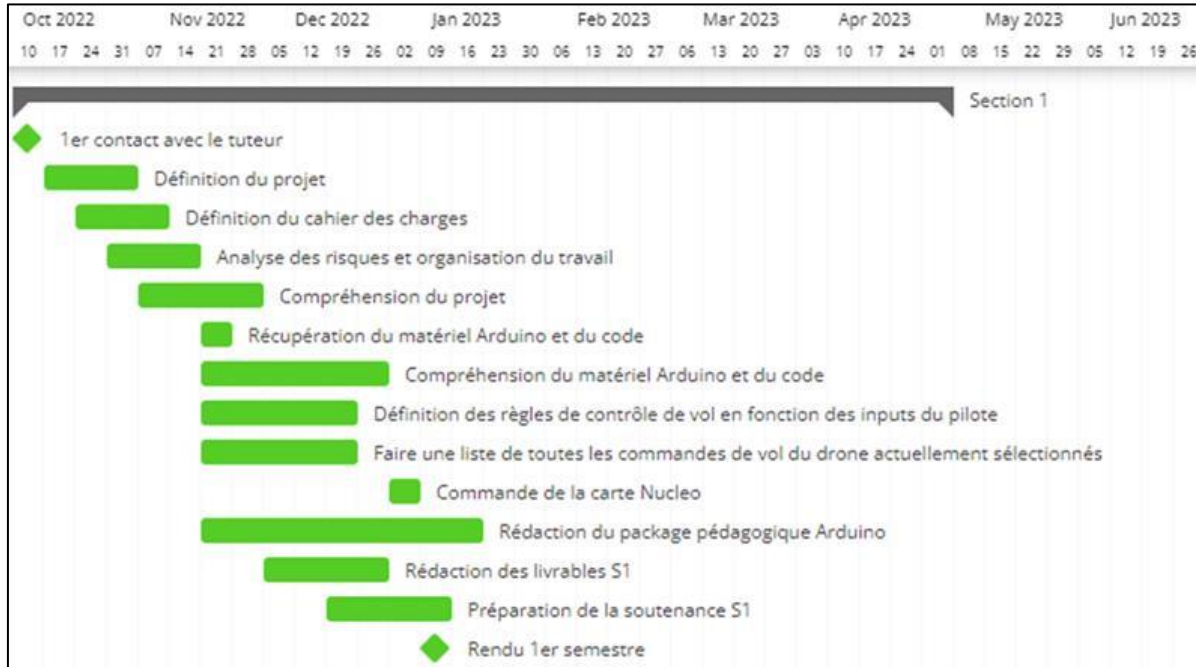 Oct 2022 Nov 2022 Dec 2022 Jan 2023 Feb 2023 Mar 2023 Apr 2023 May 2023 Jun 2023
10 17 24 31 07 14 21 28 05 12 19 26 02 09 16 23 30 06 13 20 27 06 13 20 27 03 10 17 24 01 08 15 22 29 05 12 19 26
Section 1
1er contact avec le tuteur
Définition du projet
Définition du cahier des charges
Analyse des risques et organisation du travail
Compréhension du projet
Récupération du matériel Arduino et du code
Compréhension du matériel Arduino et du code
Définition des règles de contrôle de vol en fonction des inputs du pilote
Faire une liste de toutes les commandes de vol du drone actuellement sélectionnés
Commande de la carte Nucleo
Rédaction du package pédagogique Arduino
Rédaction des livrables S1
Préparation de la soutenance S1
Rendu 1er semestre